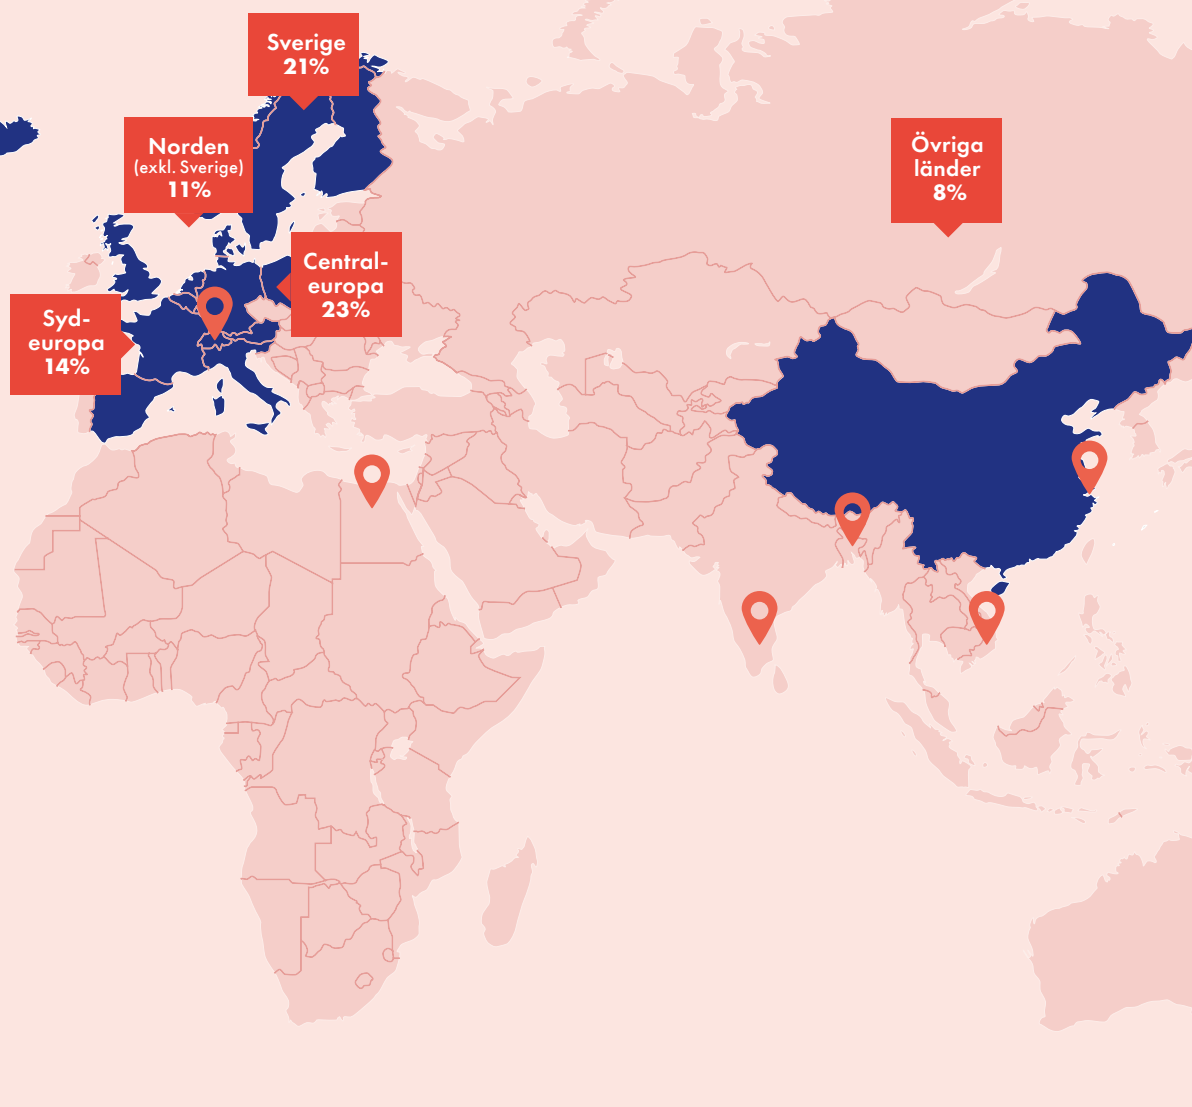 Sverige
21%
Norden
(exkl. Sverige)
11%
Övriga
länder
8%
Central-
europa
23%
Syd-
europa
14%